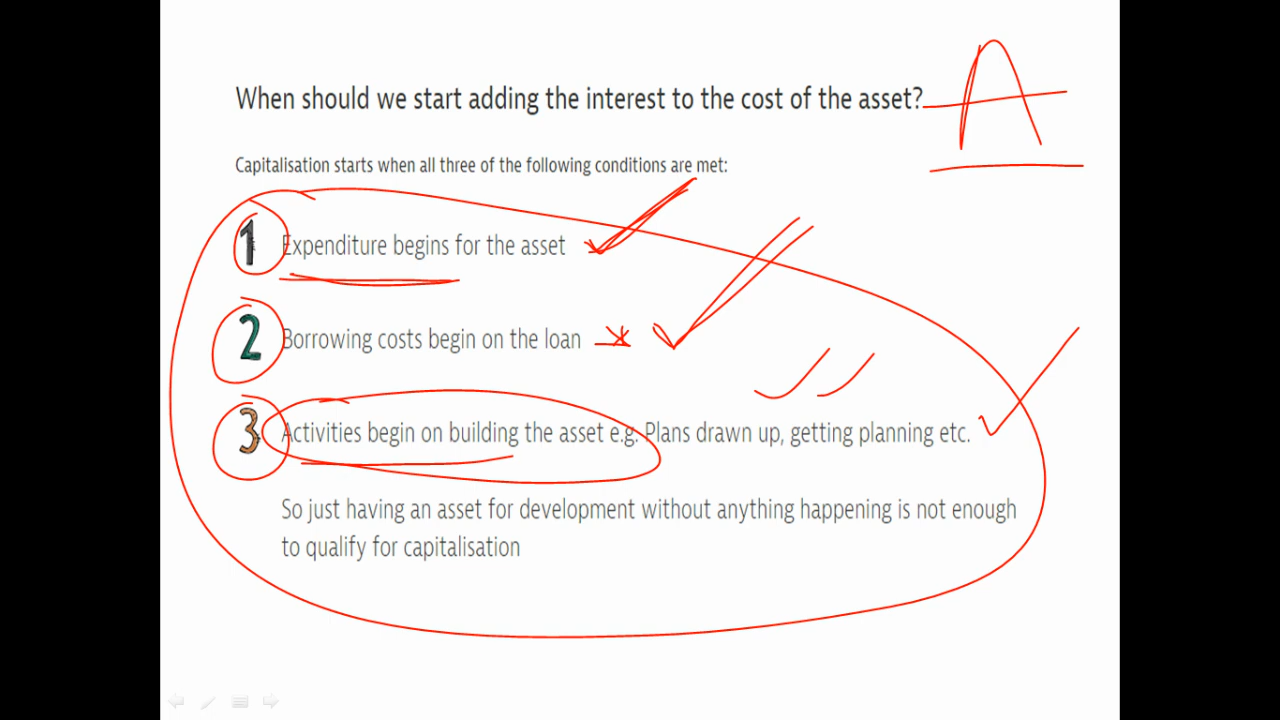 When should we start adding the interest to the cost of the asset? A
Capitalisation starts when all three of the following conditions are met:
1 Expenditure begins for the asset
2 Borrowing costs begin on the loan
3 Activities begin on building the asset e.g. Plans drawn up, getting planning etc.
So just having an asset for development without anything happening is not enough
to qualify for capitalisation